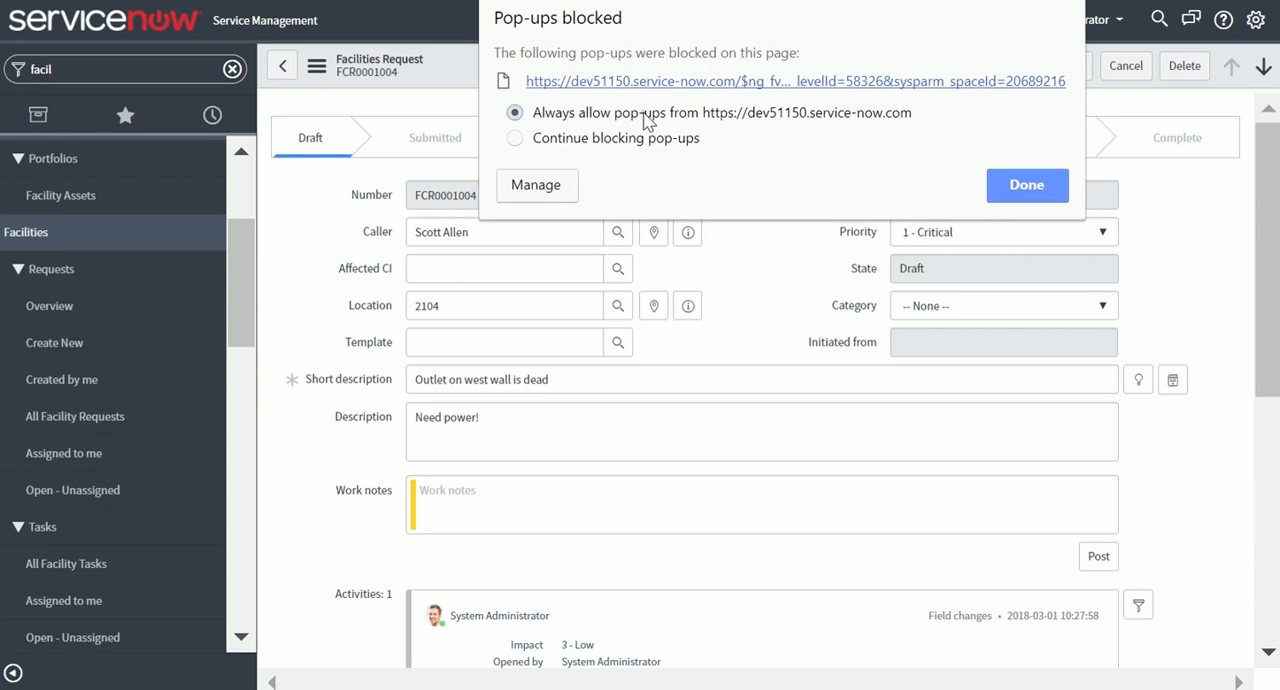 servicenow Service Management
rator
facil
Portfolios
Facility Assets
Facilities
Requests
Overview
Create New
Created by me
All Facility Requests
Assigned to me
Open - Unassigned
Tasks
All Facility Tasks
Assigned to me
Open - Unassigned
Facilities Request
FCR0001004
Cancel
Delete
Pop-ups blocked
The following pop-ups were blocked on this page:
https://dev51150.service-now.com/$ng_fv... _levelId=58326&sysparm_spaceId=20689216
Always allow pop-ups from https://dev51150.service-now.com
Continue blocking pop-ups
Manage
Done
Draft
Submitted
Complete
Number FCR0001004
Caller Scott Allen
Priority 1 - Critical
Affected CI
State Draft
Location 2104
Category -- None --
Template
Initiated from
Short description Outlet on west wall is dead
Description Need power!
Work notes Work notes
Post
Activities: 1
System Administrator
Field changes • 2018-03-01 10:27:58
Impact 3 - Low
Opened by System Administrator